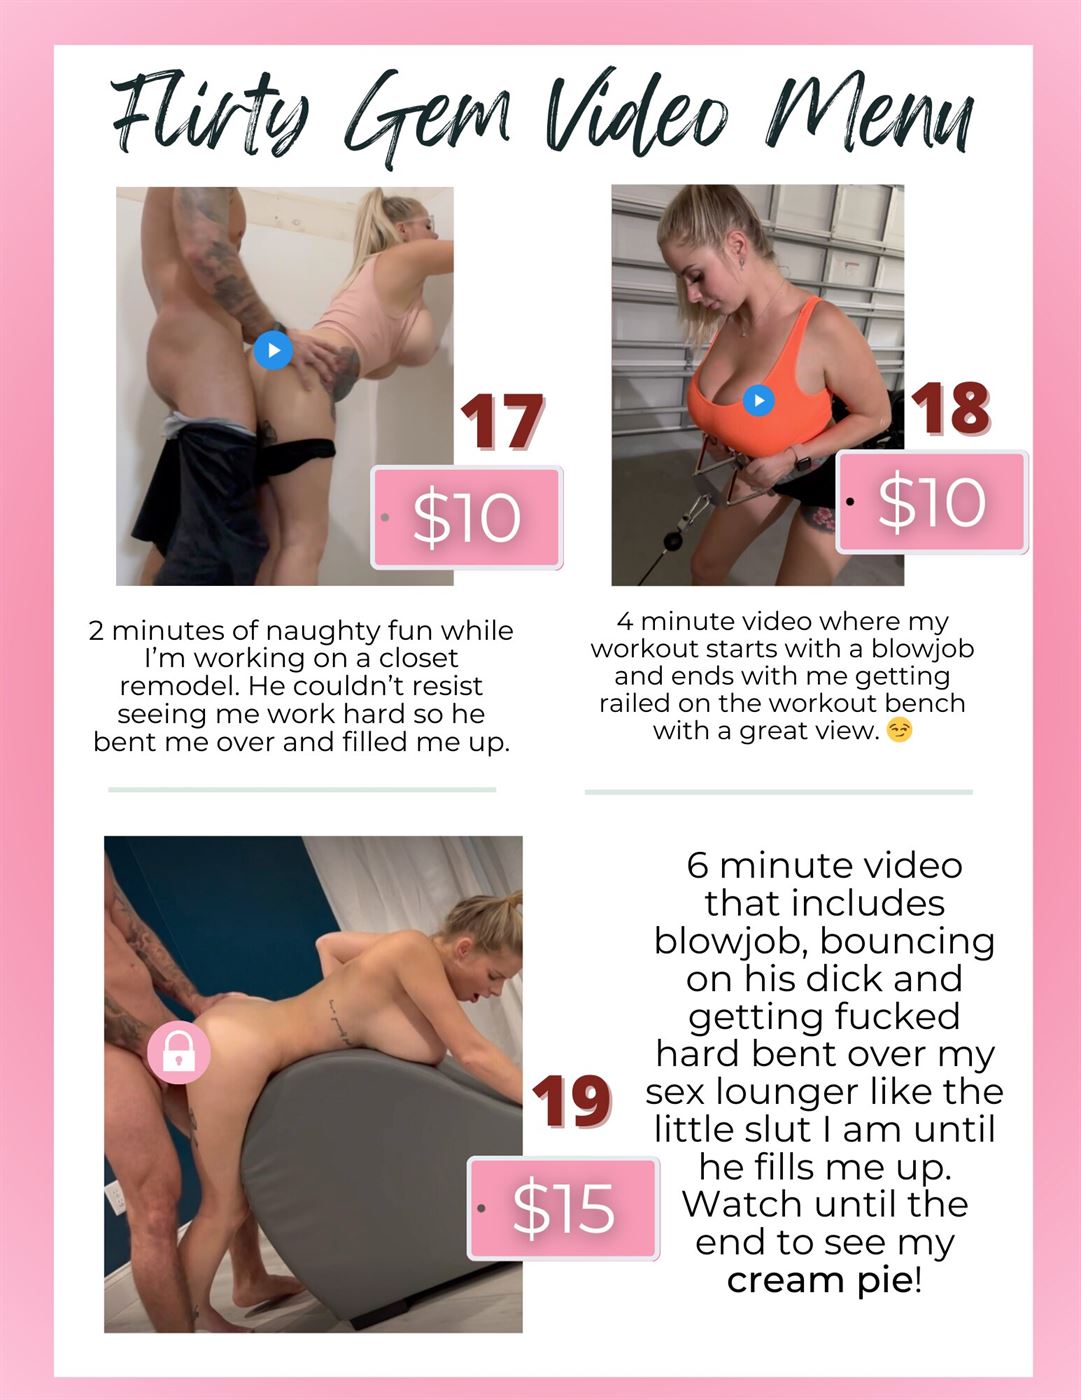 Flirty Gem Video Menu
17
$10
2 minutes of naughty fun while
I'm working on a closet
remodel. He couldn't resist
seeing me work hard so he
bent me over and filled me up.
18
$10
4 minute video where my
workout starts with a blowjob
and ends with me getting
railed on the workout bench
with a great view. 😏
19
$15
6 minute video
that includes
blowjob, bouncing
on his dick and
getting fucked
hard bent over my
sex lounger like the
little slut I am until
he fills me up.
Watch until the
end to see my
cream pie!